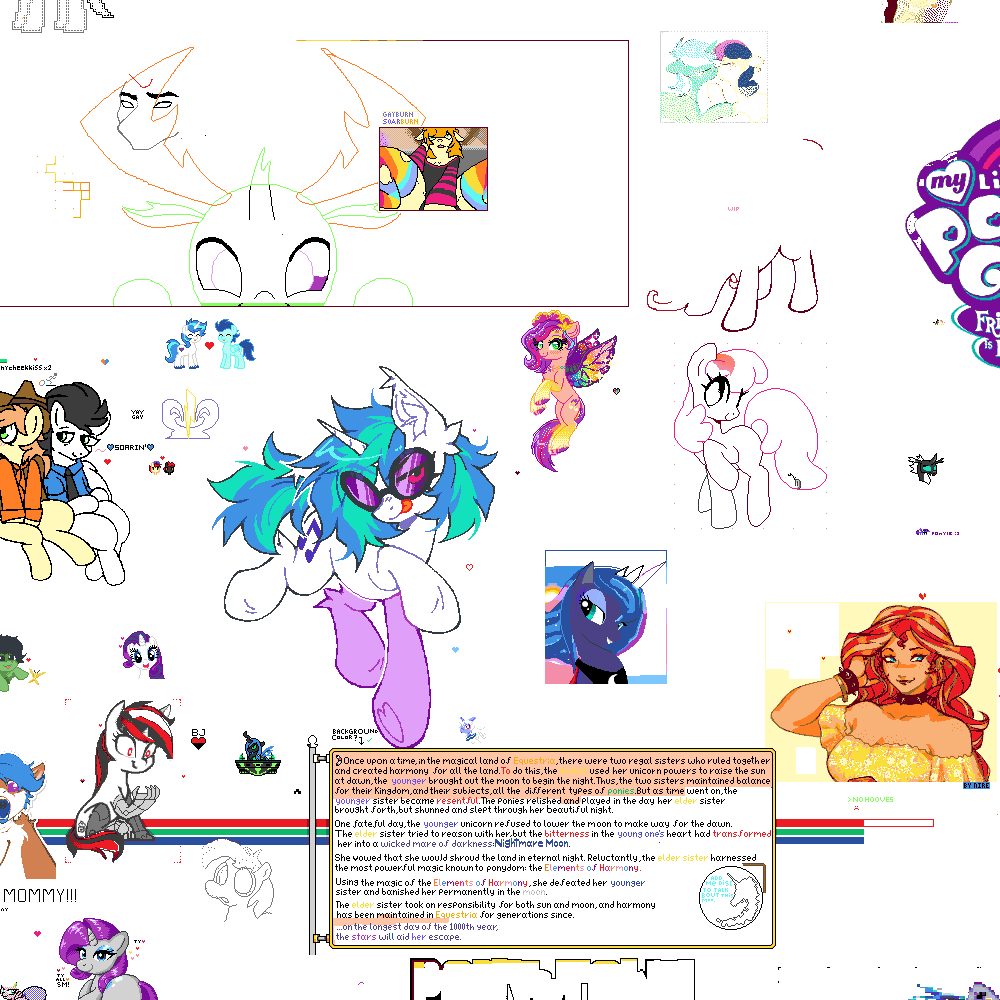 GAYBURN
SOARBURN
WIP
my Li
nycheekkiss x2
YAY
GAY
SOARIN'
PONYIE :3
BY NIRE
>NO HOOVES
BJ
BACKGROUND
COLOR?
Once upon a time, in the magical land of Equestria, there were two regal sisters who ruled together
and created harmony for all the land. To do this, the used her unicorn powers to raise the sun
at dawn, the younger brought out the moon to begin the night. Thus, the two sisters maintained balance
for their Kingdom, and their subjects, all the different types of ponies. But as time went on, the
younger sister became resentful. The Ponies relished and played in the day her elder sister
brought forth, but shunned and slept through her beautiful night.
One fateful day, the younger unicorn refused to lower the moon to make way for the dawn.
The elder sister tried to reason with her, but the bitterness in the young one's heart had transformed
her into a wicked mare of darkness: Nightmare Moon.
She vowed that she would shroud the land in eternal night. Reluctantly, the elder sister harnessed
the most powerful magic known to ponydom: the Elements of Harmony.
Using the magic of the Elements of Harmony, she defeated her younger
sister and banished her permanently in the moon.
The elder sister took on responsibility for both sun and moon, and harmony
has been maintained in Equestria for generations since.
...on the longest day of the 1000th year,
the stars will aid her escape.
MOMMY!!!
TY